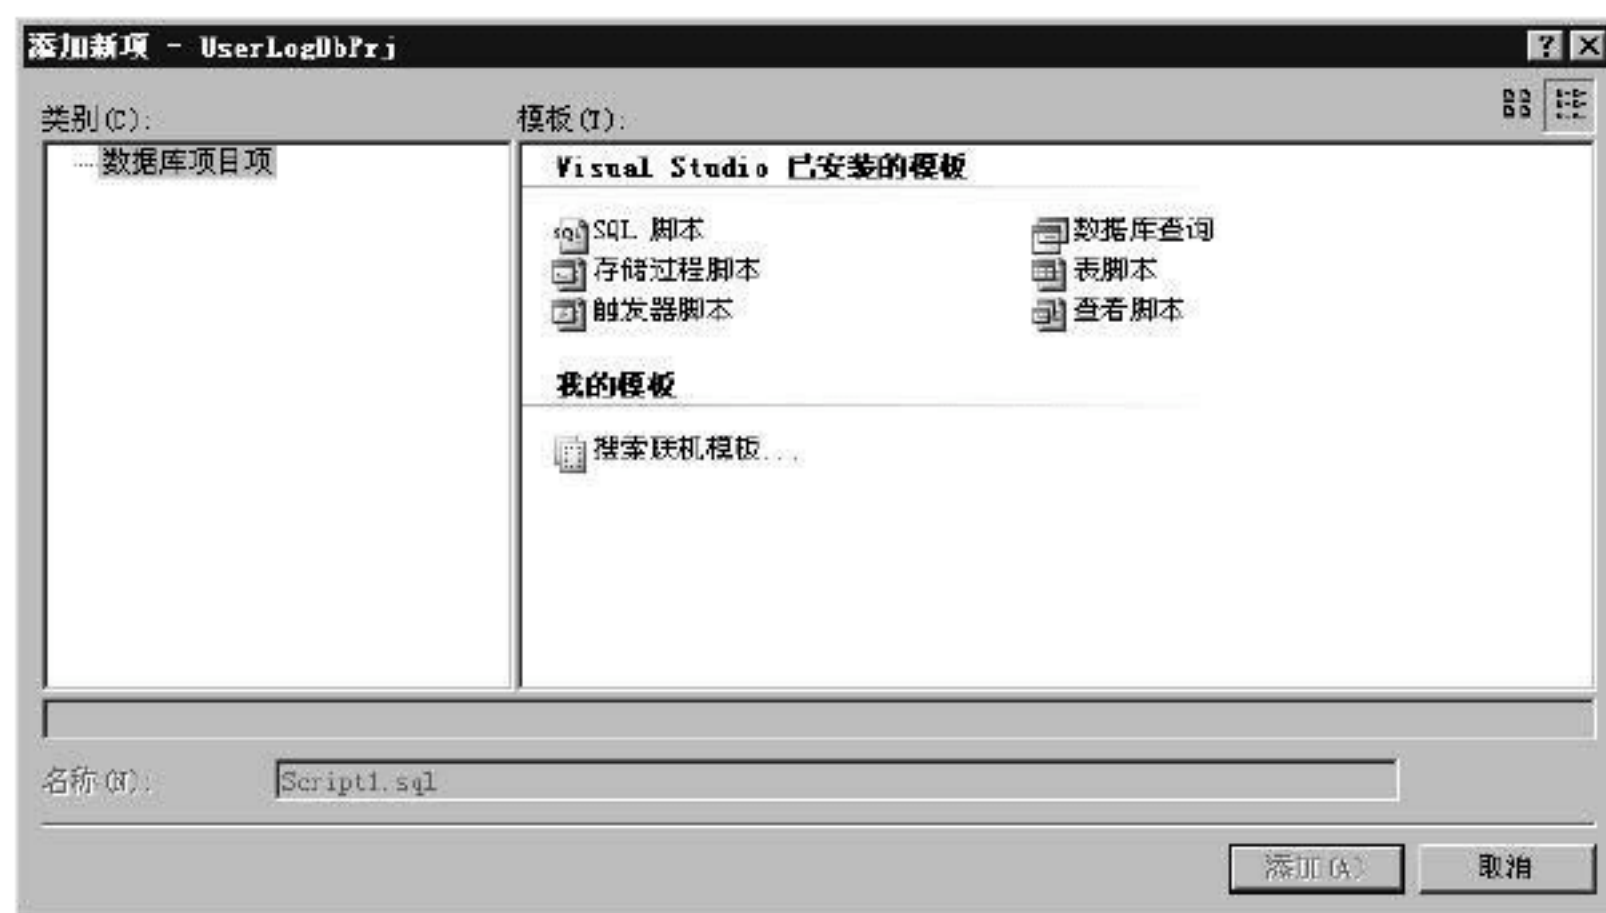 添加新项 - UserLogDbPrj
类别(C):
模板(T):
数据库项目项
Visual Studio 已安装的模板
SQL 脚本
数据库查询
存储过程脚本
表脚本
触发器脚本
查看脚本
我的模板
搜索联机模板...
名称(N):
Script1.sql
添加(A)
取消